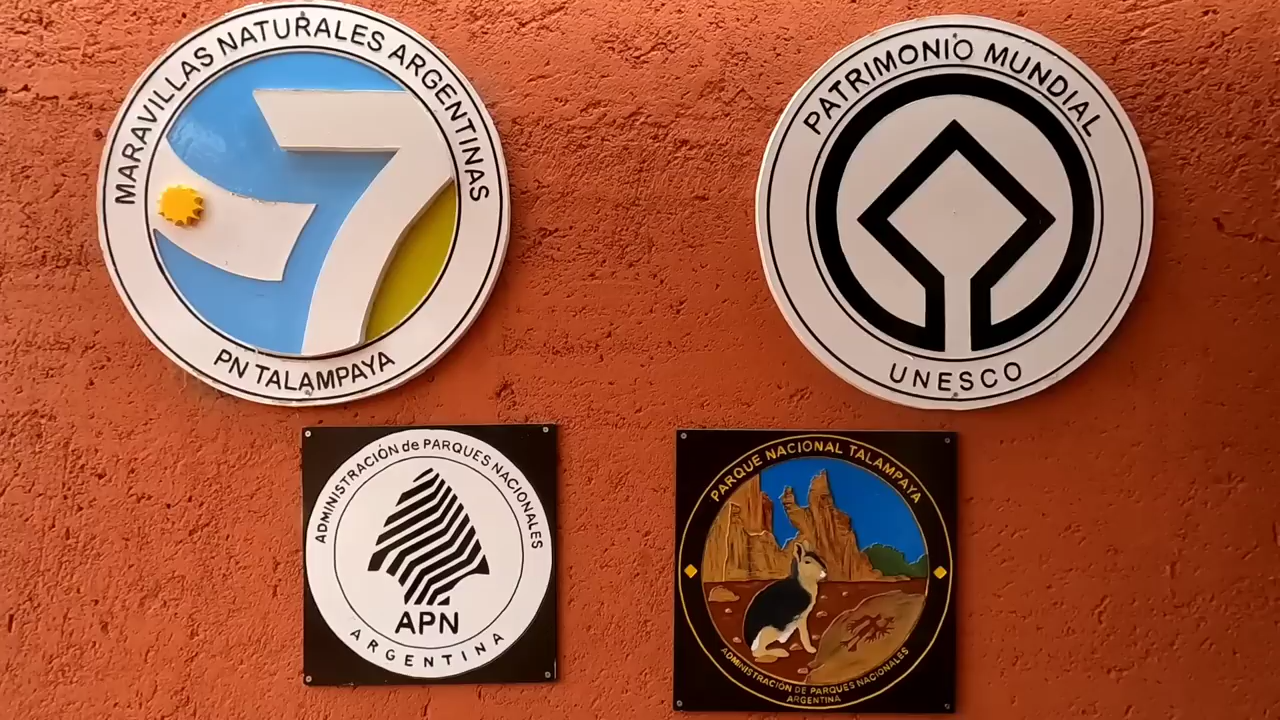 MARAVILLAS NATURALES ARGENTINAS
7
PN TALAMPAYA
PATRIMONIO MUNDIAL
UNESCO
ADMINISTRACIÓN de PARQUES NACIONALES
APN
ARGENTINA
PARQUE NACIONAL TALAMPAYA
ADMINISTRACIÓN DE PARQUES NACIONALES
ARGENTINA